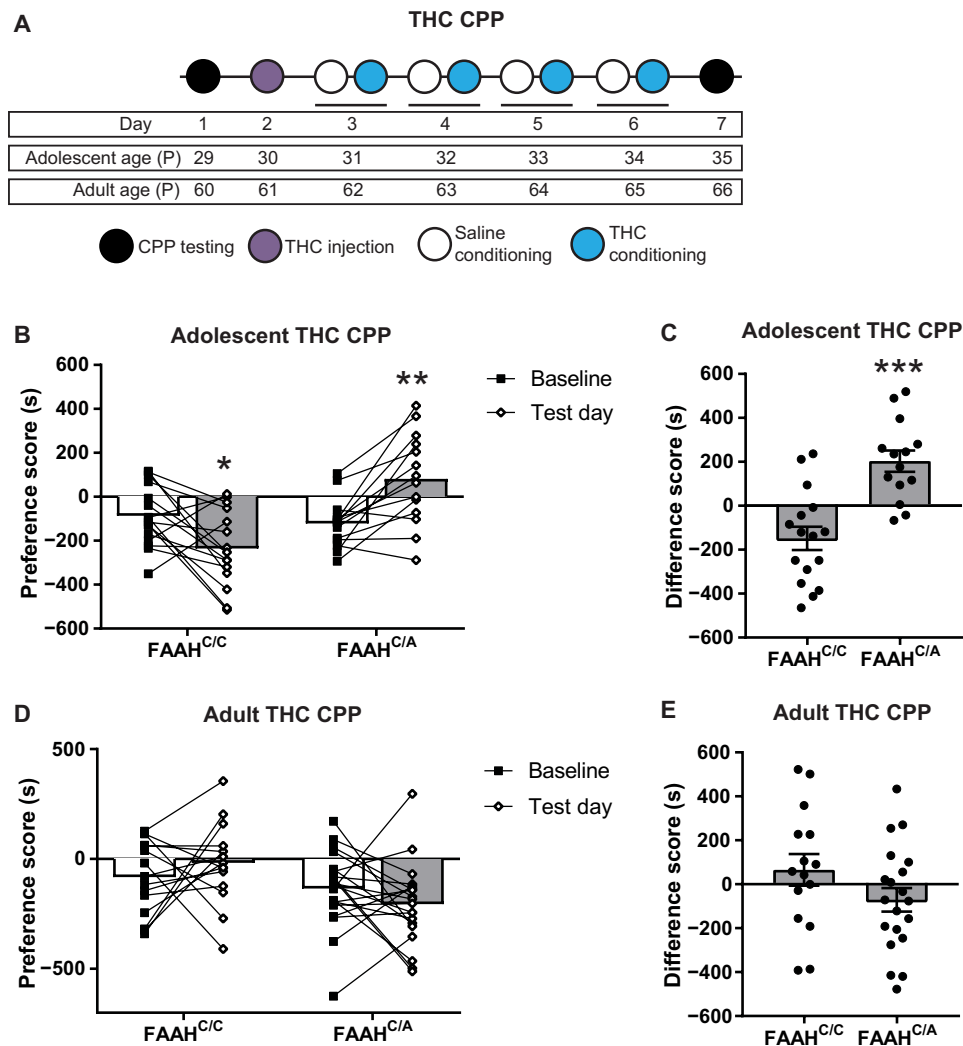 A
THC CPP
Day 1 2 3 4 5 6 7
Adolescent age (P) 29 30 31 32 33 34 35
Adult age (P) 60 61 62 63 64 65 66
CPP testing
THC injection
Saline conditioning
THC conditioning
B
Adolescent THC CPP
Preference score (s)
600
400
200
0
−200
−400
−600
*
**
Baseline
Test day
FAAH^C/C
FAAH^C/A
C
Adolescent THC CPP
Difference score (s)
600
400
200
0
−200
−400
−600
***
FAAH^C/C
FAAH^C/A
D
Adult THC CPP
Preference score (s)
500
0
−500
Baseline
Test day
FAAH^C/C
FAAH^C/A
E
Adult THC CPP
Difference score (s)
600
400
200
0
−200
−400
−600
FAAH^C/C
FAAH^C/A